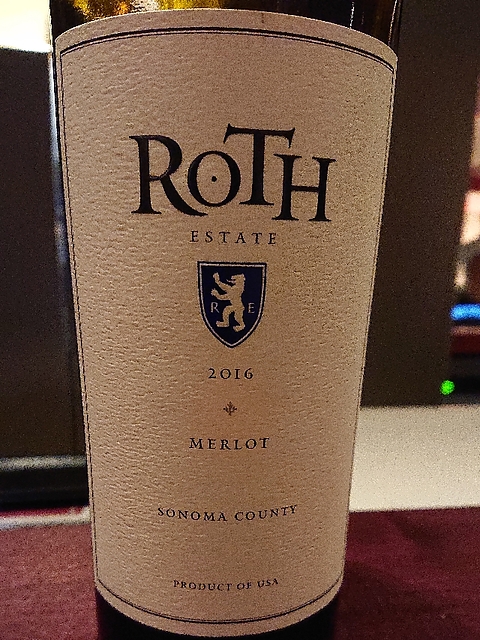 ROTH
ESTATE
R E
2016
MERLOT
SONOMA COUNTY
PRODUCT OF USA